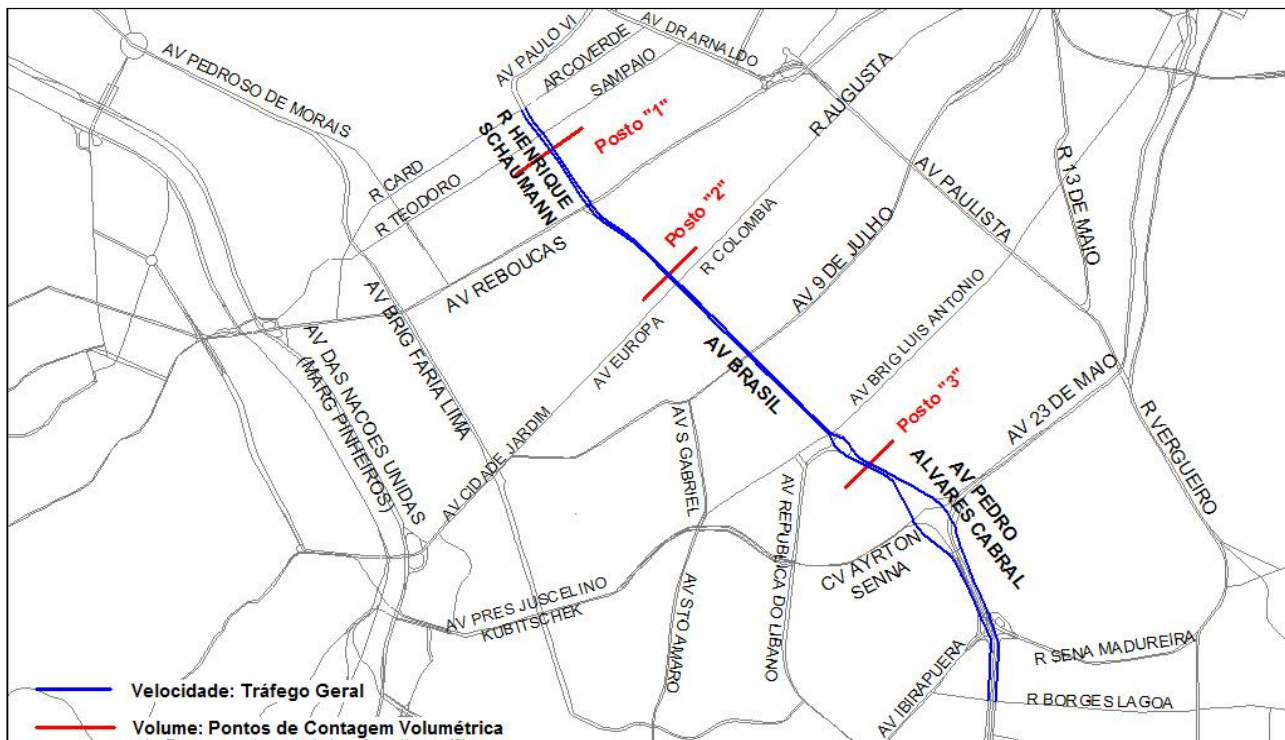 AV PAULO VI
ARCOVERDE
SAMPAIO
AV DR ARNALDO
AV PEDROSO DE MORAIS
R HENRIQUE
SCHAUMANN
Posto "1"
R AUGUSTA
R CARD
R TEODORO
AV PAULISTA
R 13 DE MAIO
Posto "2"
R COLOMBIA
AV REBOUCAS
AV 9 DE JULHO
AV BRIG FARIA LIMA
AV DAS NACOES UNIDAS
(MARG PINHEIROS)
AV EUROPA
AV BRASIL
AV BRIG LUIS ANTONIO
AV CIDADE JARDIM
AV S GABRIEL
Posto "3"
AV 23 DE MAIO
R VERGUEIRO
AV PEDRO
ALVARES CABRAL
AV REPUBLICA DO LIBANO
CV AYRTON
SENNA
AV PRES JUSCELINO
KUBITSCHEK
AV STO AMARO
AV IBIRAPUERA
R SENA MADUREIRA
R BORGES LAGOA
Velocidade: Tráfego Geral
Volume: Pontos de Contagem Volumétrica